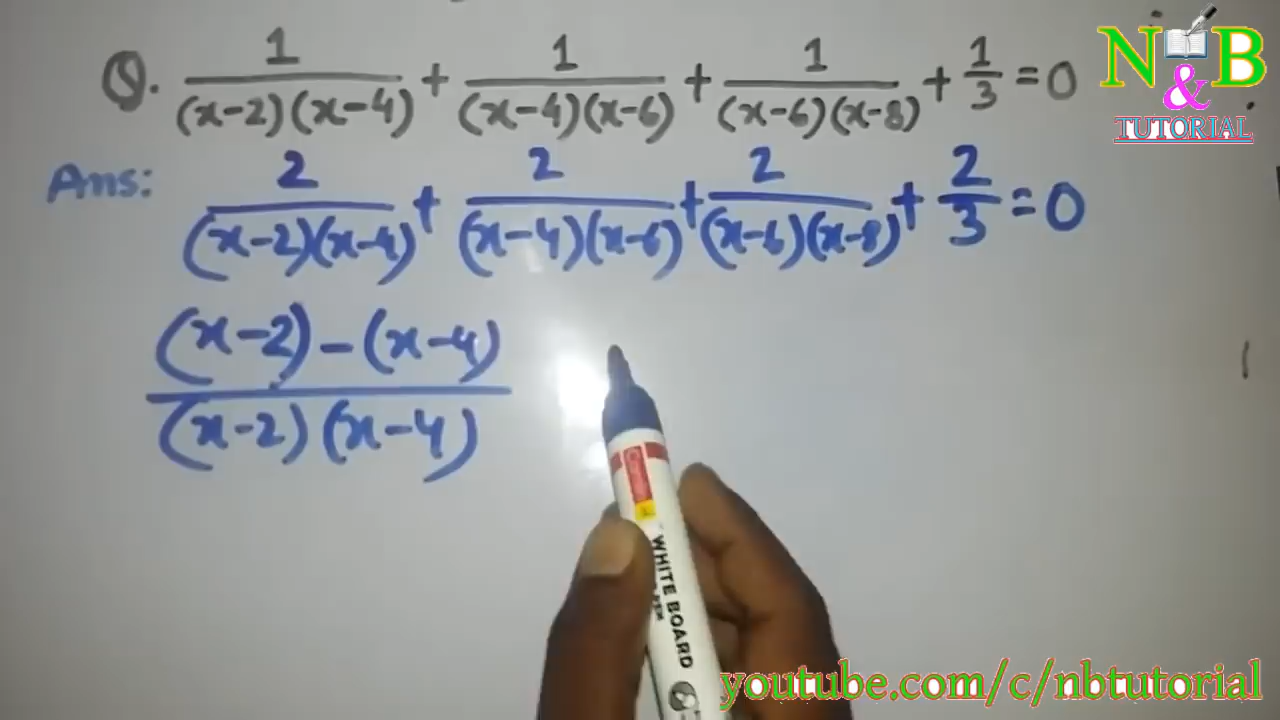 Q. 1/((x-2)(x-4)) + 1/((x-4)(x-6)) + 1/((x-6)(x-8)) + 1/3 = 0
N&B
TUTORIAL
Ans: 2/((x-2)(x-4)) + 2/((x-4)(x-6)) + 2/((x-6)(x-8)) + 2/3 = 0
((x-2)-(x-4))/((x-2)(x-4))
WHITE BOARD
youtube.com/c/nbtutorial